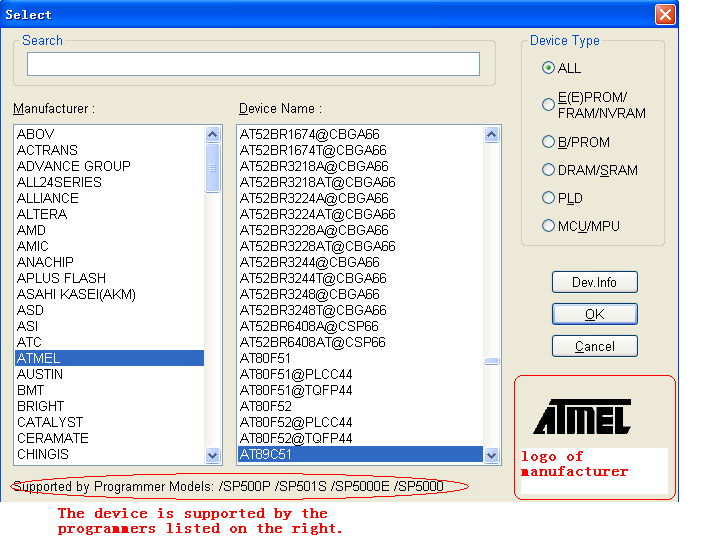 Select
Search
Manufacturer :
ABOV
ACTRANS
ADVANCE GROUP
ALL24SERIES
ALLIANCE
ALTERA
AMD
AMIC
ANACHIP
APLUS FLASH
ASAHI KASEI(AKM)
ASD
ASI
ATC
ATMEL
AUSTIN
BMT
BRIGHT
CATALYST
CERAMATE
CHINGIS
Device Name :
AT52BR1674@CBGA66
AT52BR1674T@CBGA66
AT52BR3218A@CBGA66
AT52BR3218AT@CBGA66
AT52BR3224A@CBGA66
AT52BR3224AT@CBGA66
AT52BR3228A@CBGA66
AT52BR3228AT@CBGA66
AT52BR3244@CBGA66
AT52BR3244T@CBGA66
AT52BR3248@CBGA66
AT52BR3248T@CBGA66
AT52BR6408A@CSP66
AT52BR6408AT@CSP66
AT80F51
AT80F51@PLCC44
AT80F51@TQFP44
AT80F52
AT80F52@PLCC44
AT80F52@TQFP44
AT89C51
Device Type
ALL
E(E)PROM/
FRAM/NVRAM
B/PROM
DRAM/SRAM
PLD
MCU/MPU
Dev.Info
OK
Cancel
ATMEL
logo of
manufacturer
Supported by Programmer Models: /SP500P /SP501S /SP5000E /SP5000
The device is supported by the
programmers listed on the right.